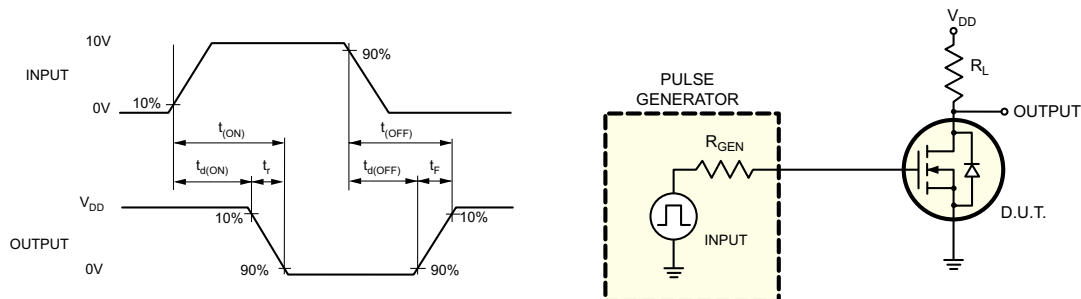 10V
INPUT
0V
10%
90%
t(ON)
t(OFF)
td(ON)
tr
td(OFF)
tF
VDD
OUTPUT
0V
10%
90%
90%
10%
VDD
RL
OUTPUT
PULSE
GENERATOR
RGEN
INPUT
D.U.T.